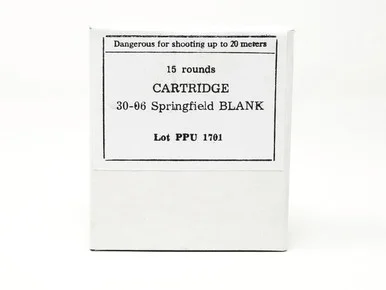 Dangerous for shooting up to 20 meters
15 rounds
CARTRIDGE
30-06 Springfield BLANK
Lot PPU 1701